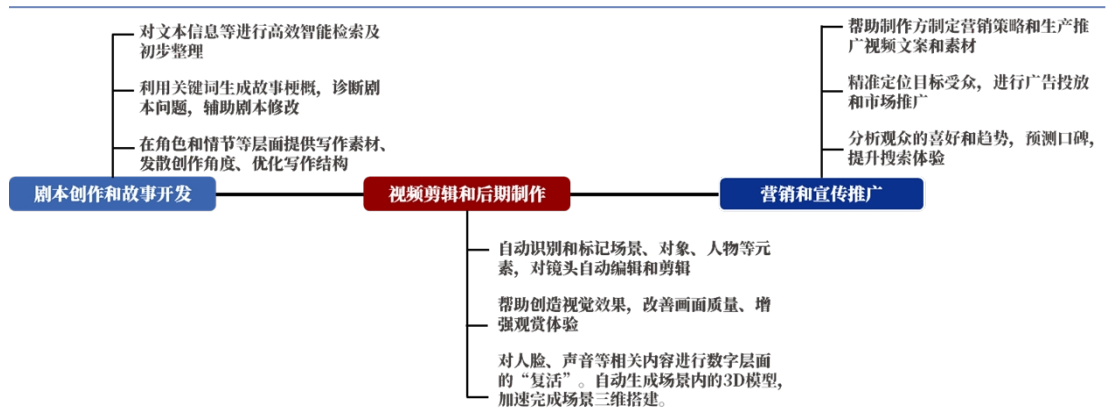 对文本信息等进行高效智能检索及
初步整理
利用关键词生成故事梗概，诊断剧
本问题，辅助剧本修改
在角色和情节等层面提供写作素材、
发散创作角度、优化写作结构
剧本创作和故事开发
视频剪辑和后期制作
自动识别和标记场景、对象、人物等元
素，对镜头自动编辑和剪辑
帮助创造视觉效果，改善画面质量、增
强观赏体验
对人脸、声音等相关内容进行数字层面
的“复活”。自动生成场景内的3D模型，
加速完成场景三维搭建。
帮助制作方制定营销策略和生产推
广视频文案和素材
精准定位目标受众，进行广告投放
和市场推广
分析观众的喜好和趋势，预测口碑，
提升搜索体验
营销和宣传推广